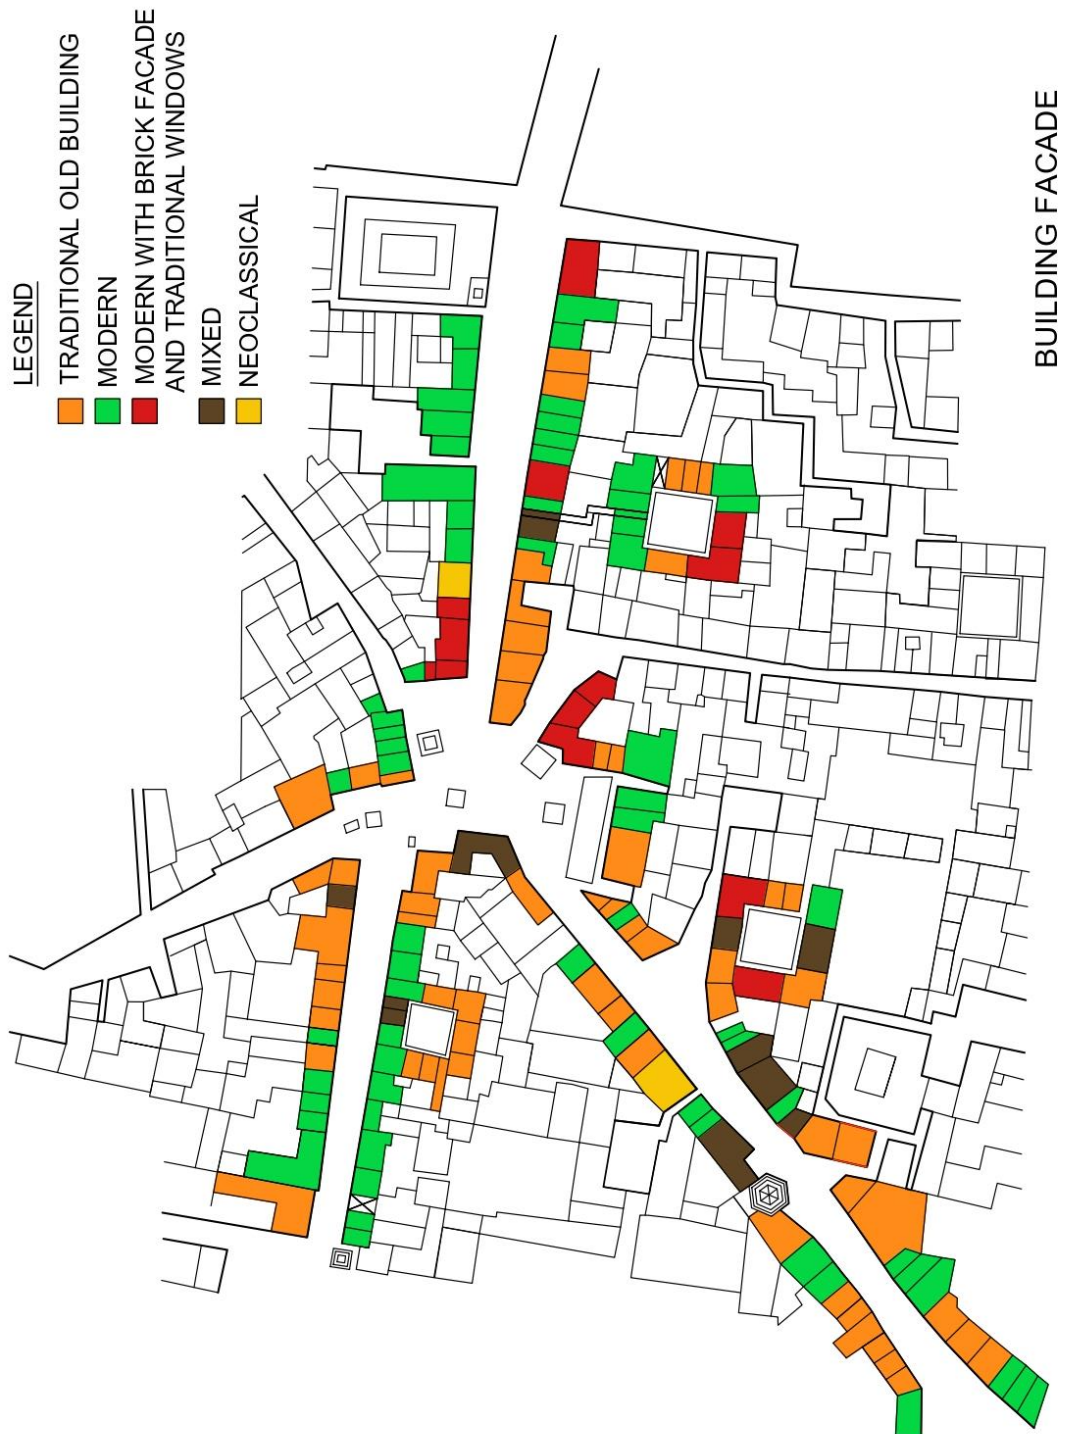 LEGEND
TRADITIONAL OLD BUILDING
MODERN
MODERN WITH BRICK FACADE
AND TRADITIONAL WINDOWS
MIXED
NEOCLASSICAL
BUILDING FACADE